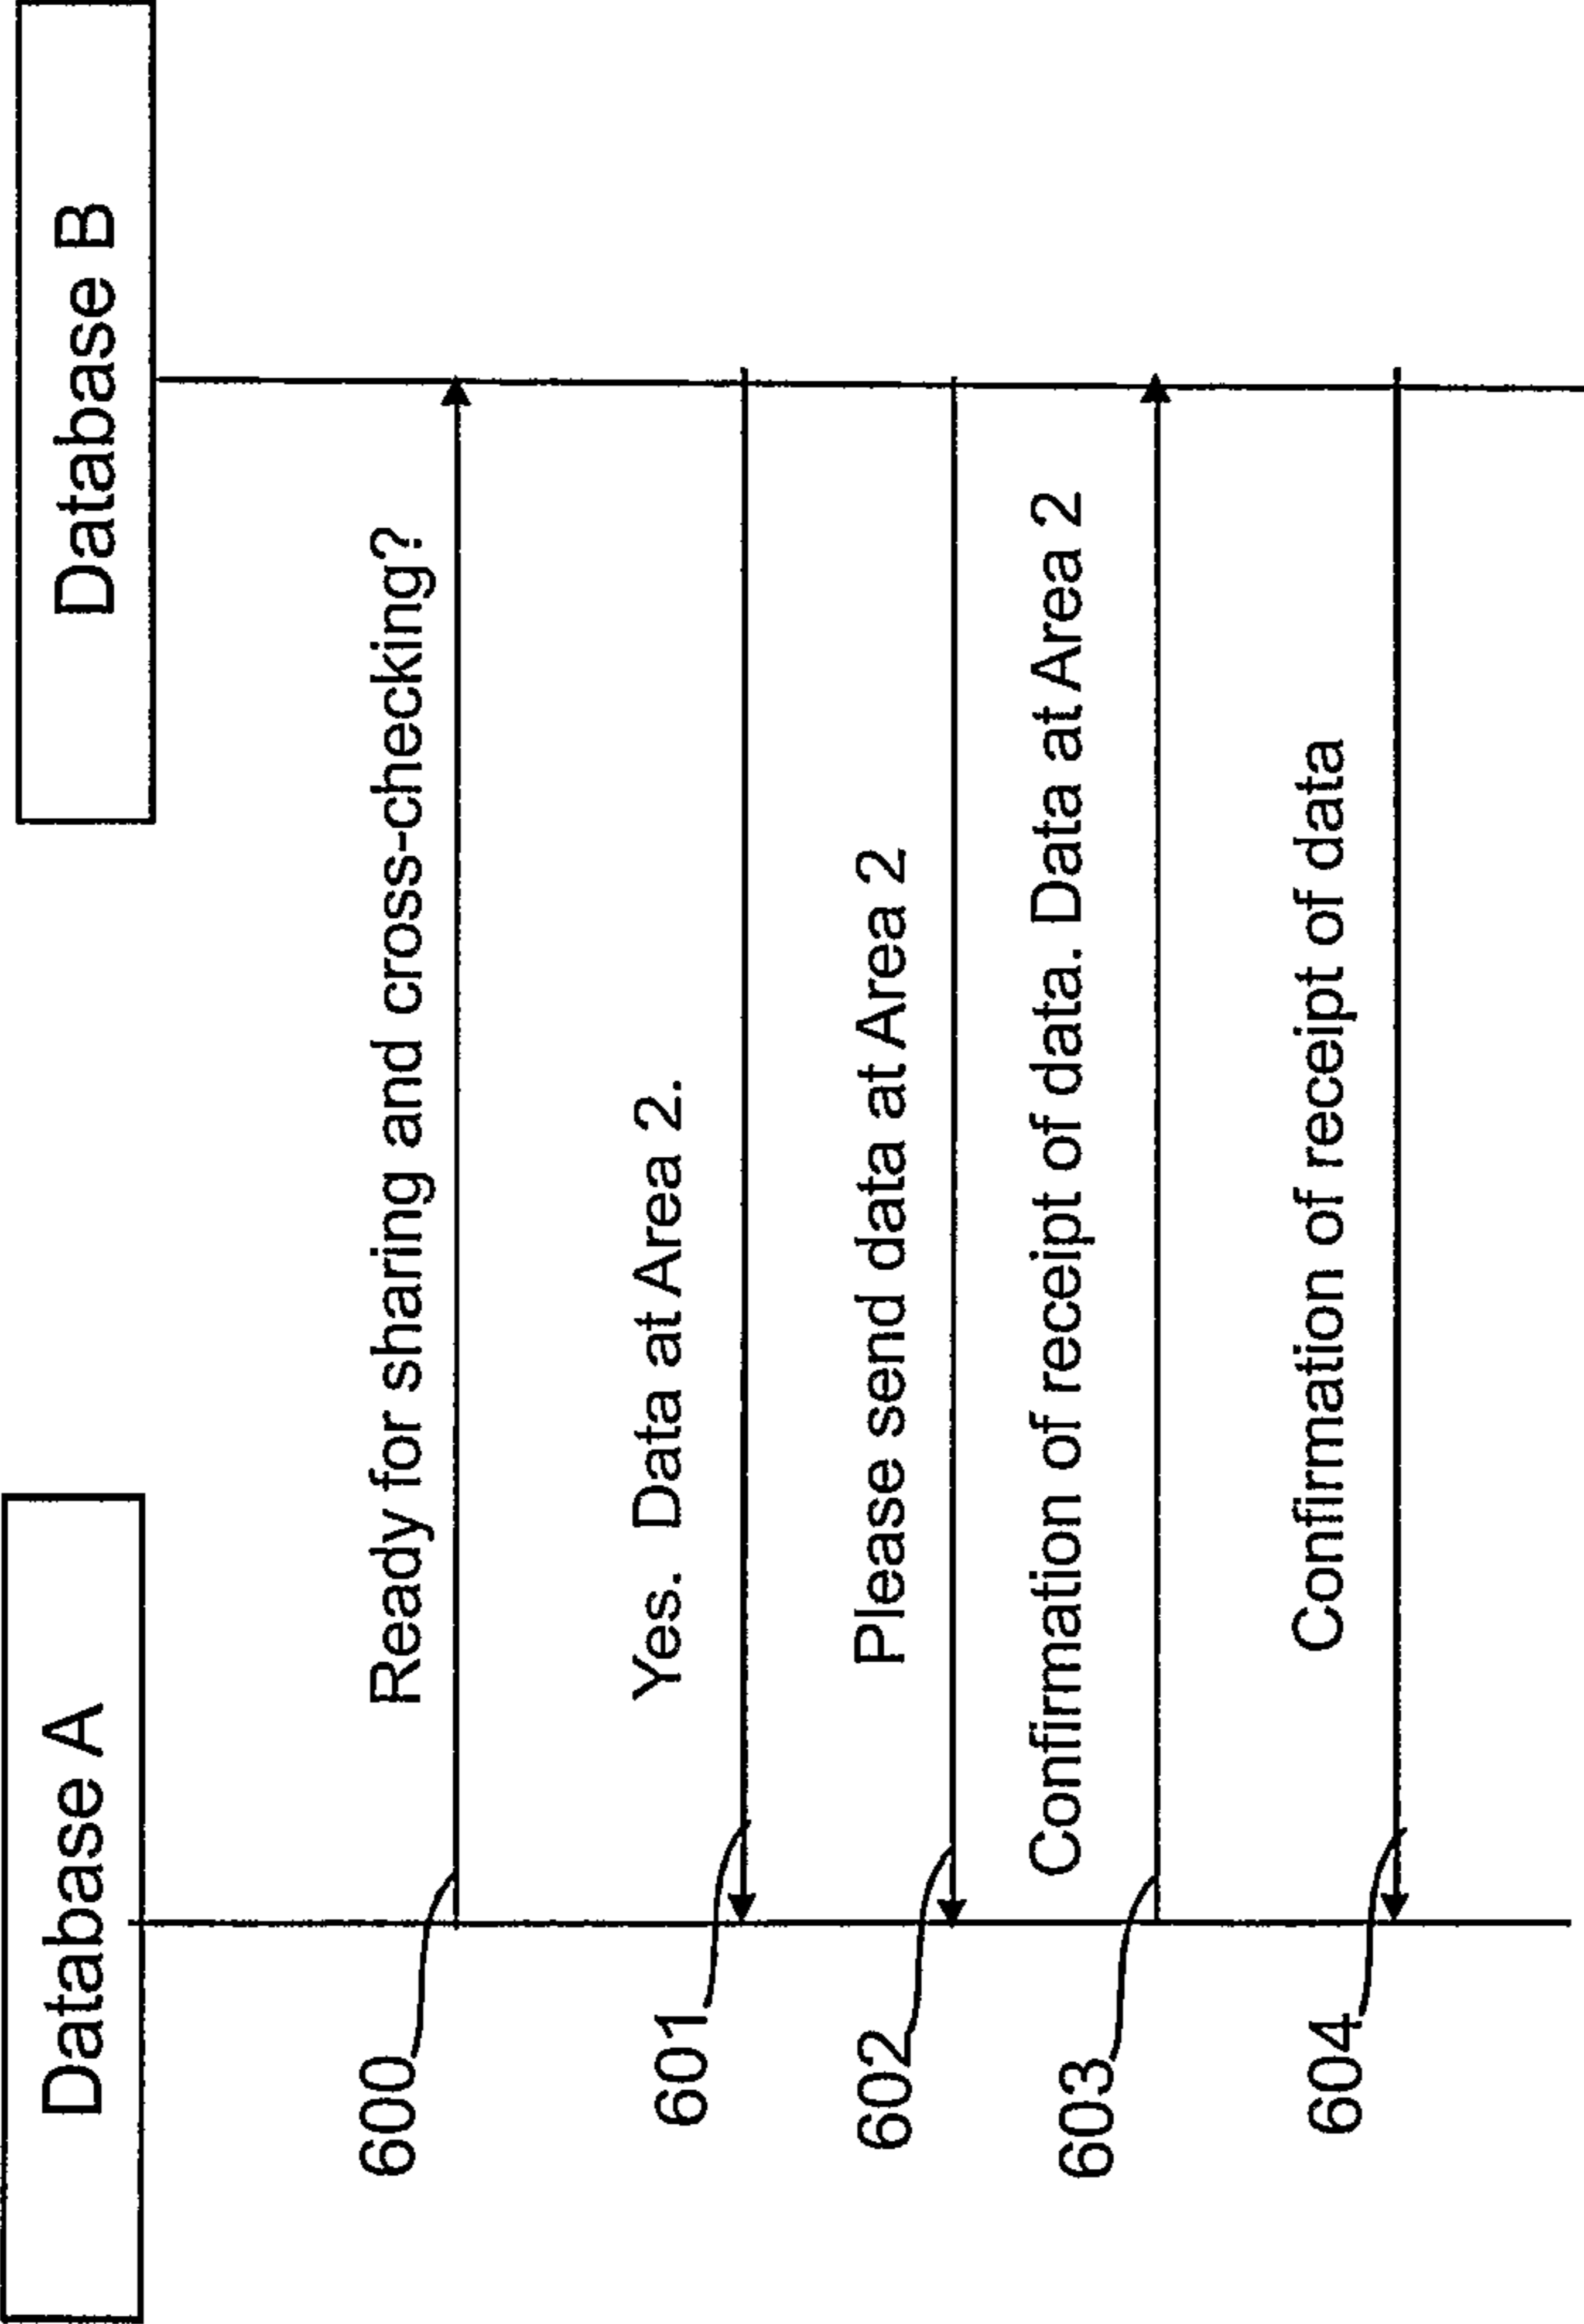 Database A
Database B
Ready for sharing and cross-checking?
600
Yes. Data at Area 2.
601
Please send data at Area 2
602
Confirmation of receipt of data. Data at Area 2
603
Confirmation of receipt of data
604